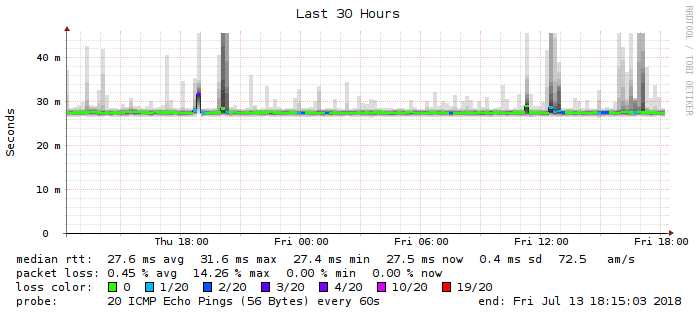 Last 30 Hours
RRDTOOL / TOBI OETIKER
Seconds
40 m
30 m
20 m
10 m
0
Thu 18:00 Fri 00:00 Fri 06:00 Fri 12:00 Fri 18:00
median rtt: 27.6 ms avg 31.6 ms max 27.4 ms min 27.5 ms now 0.4 ms sd 72.5 am/s
packet loss: 0.45 % avg 14.26 % max 0.00 % min 0.00 % now
loss color: 0 1/20 2/20 3/20 4/20 10/20 19/20
probe: 20 ICMP Echo Pings (56 Bytes) every 60s end: Fri Jul 13 18:15:03 2018